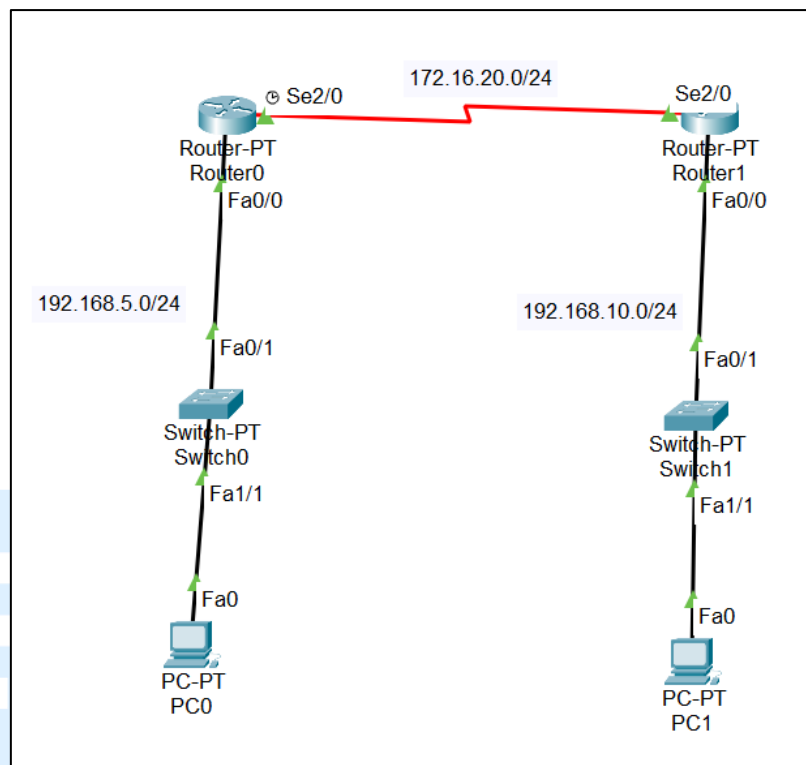 172.16.20.0/24
Se2/0
Se2/0
Router-PT
Router0
Router-PT
Router1
Fa0/0
Fa0/0
192.168.5.0/24
192.168.10.0/24
Fa0/1
Fa0/1
Switch-PT
Switch0
Switch-PT
Switch1
Fa1/1
Fa1/1
Fa0
Fa0
PC-PT
PC0
PC-PT
PC1